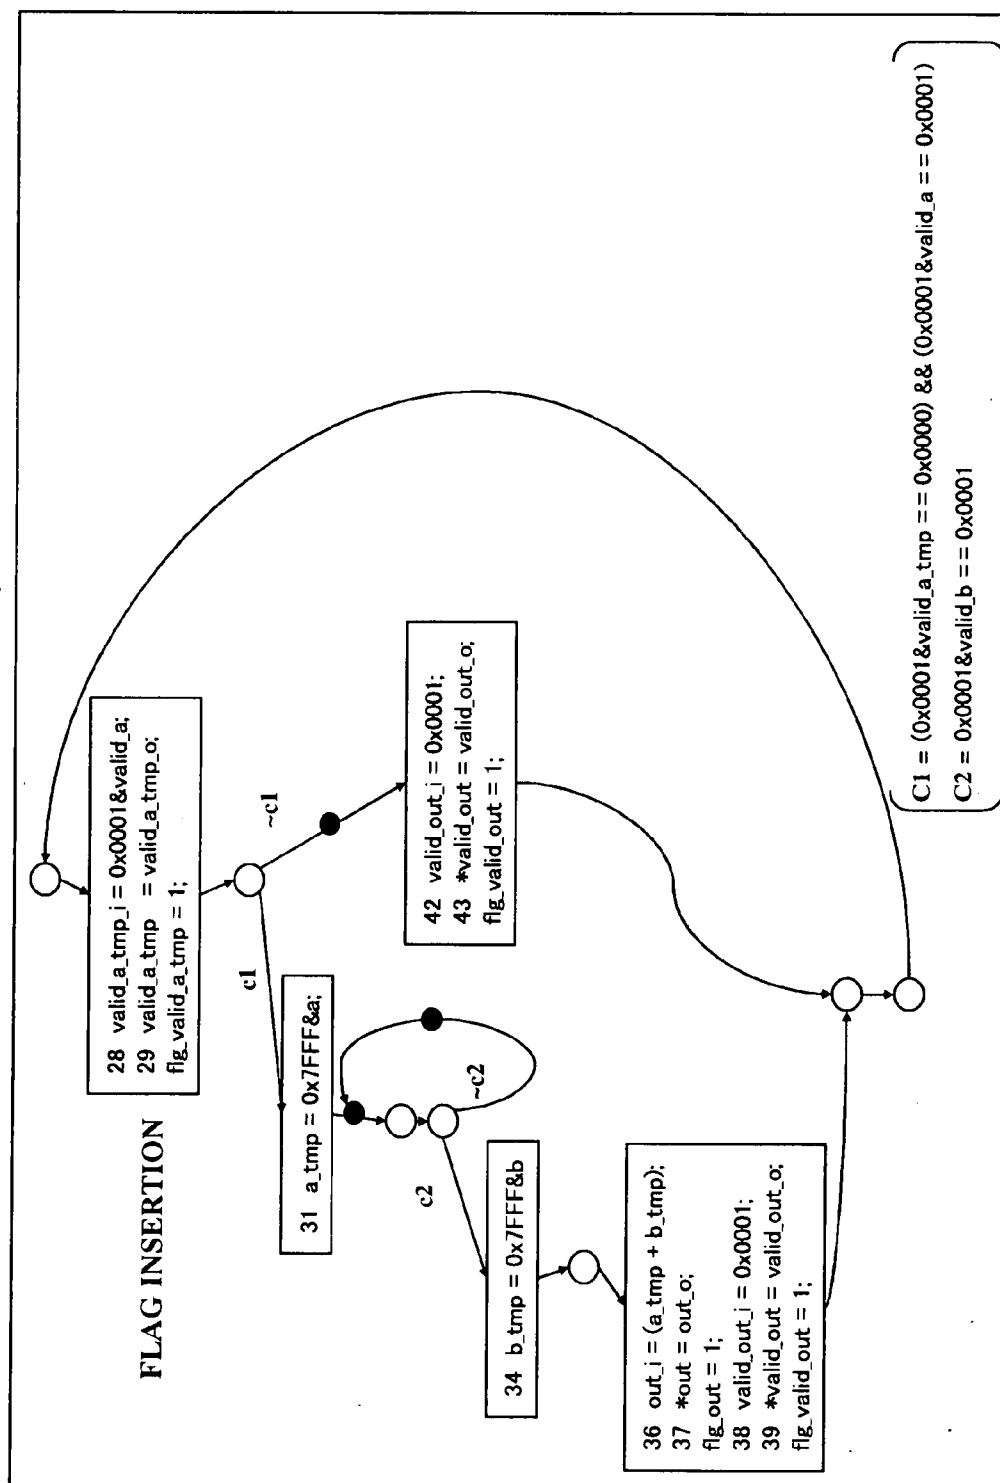 FLAG INSERTION
28 valid_a_tmp_i = 0x0001&valid_a;
29 valid_a_tmp = valid_a_tmp_o;
flg_valid_a_tmp = 1;
c1
~c1
31 a_tmp = 0x7FFF&a;
42 valid_out_i = 0x0001;
43 *valid_out = valid_out_o;
flg_valid_out = 1;
c2
~c2
34 b_tmp = 0x7FFF&b
36 out_i = (a_tmp + b_tmp);
37 *out = out_o;
flg_out = 1;
38 valid_out_i = 0x0001;
39 *valid_out = valid_out_o;
flg_valid_out = 1;
C1 = (0x0001&valid_a_tmp == 0x0000) && (0x0001&valid_a == 0x0001)
C2 = 0x0001&valid_b == 0x0001